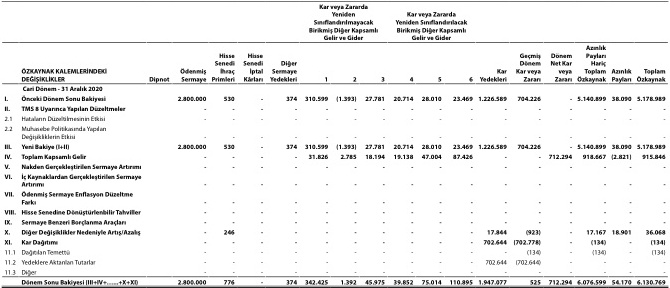 Kar veya Zararda Kar veya Zararda
Yeniden Yeniden Sınıflandırılacak
Sınıflandırılmayacak Birikmiş Diğer Kapsamlı
Birikmiş Diğer Kapsamlı Gelir ve Gider
Gelir ve Gider
ÖZKAYNAK KALEMLERİNDEKİ DEĞİŞİKLİKLER Dipnot Ödenmiş Sermaye Hisse Senedi İhraç Primleri Hisse Senedi İptal Kârları Diğer Sermaye Yedekleri 1 2 3 4 5 6 Kar Yedekleri Geçmiş Dönem Kar veya Zararı Dönem Net Kar veya Zararı Azınlık Payları Hariç Toplam Özkaynak Azınlık Payları Toplam Özkaynak
Cari Dönem - 31 Aralık 2020
I. Önceki Dönem Sonu Bakiyesi 2.800.000 530 - 374 310.599 (1.393) 27.781 20.714 28.010 23.469 1.226.589 704.226 - 5.140.899 38.090 5.178.989
II. TMS 8 Uyarınca Yapılan Düzeltmeler - - - - - - - - - - - - - - - -
2.1 Hataların Düzeltilmesinin Etkisi - - - - - - - - - - - - - - - -
2.2 Muhasebe Politikasında Yapılan
Değişikliklerin Etkisi - - - - - - - - - - - - - - - -
III. Yeni Bakiye (I+II) 2.800.000 530 - 374 310.599 (1.393) 27.781 20.714 28.010 23.469 1.226.589 704.226 - 5.140.899 38.090 5.178.989
IV. Toplam Kapsamlı Gelir - - - - 31.826 2.785 18.194 19.138 47.004 87.426 - - 712.294 918.667 (2.821) 915.846
V. Nakden Gerçekleştirilen Sermaye Artırımı - - - - - - - - - - - - - - - -
VI. İç Kaynaklardan Gerçekleştirilen Sermaye
Artırımı - - - - - - - - - - - - - - - -
VII. Ödenmiş Sermaye Enflasyon Düzeltme
Farkı - - - - - - - - - - - - - - - -
VIII. Hisse Senedine Dönüştürülebilir Tahviller - - - - - - - - - - - - - - - -
IX. Sermaye Benzeri Borçlanma Araçları - - - - - - - - - - - - - - - -
X. Diğer Değişiklikler Nedeniyle Artış/Azalış - 246 - - - - - - - - 17.844 (923) - 17.167 18.901 36.068
XI. Kar Dağıtımı - - - - - - - - - - 702.644 (702.778) - (134) - (134)
11.1 Dağıtılan Temettü - - - - - - - - - - - (134) - (134) - (134)
11.2 Yedeklere Aktarılan Tutarlar - - - - - - - - - - 702.644 (702.644) - - - -
11.3 Diğer - - - - - - - - - - - - - - - -
Dönem Sonu Bakiyesi (III+IV+......+X+XI) 2.800.000 776 - 374 342.425 1.392 45.975 39.852 75.014 110.895 1.947.077 525 712.294 6.076.599 54.170 6.130.769